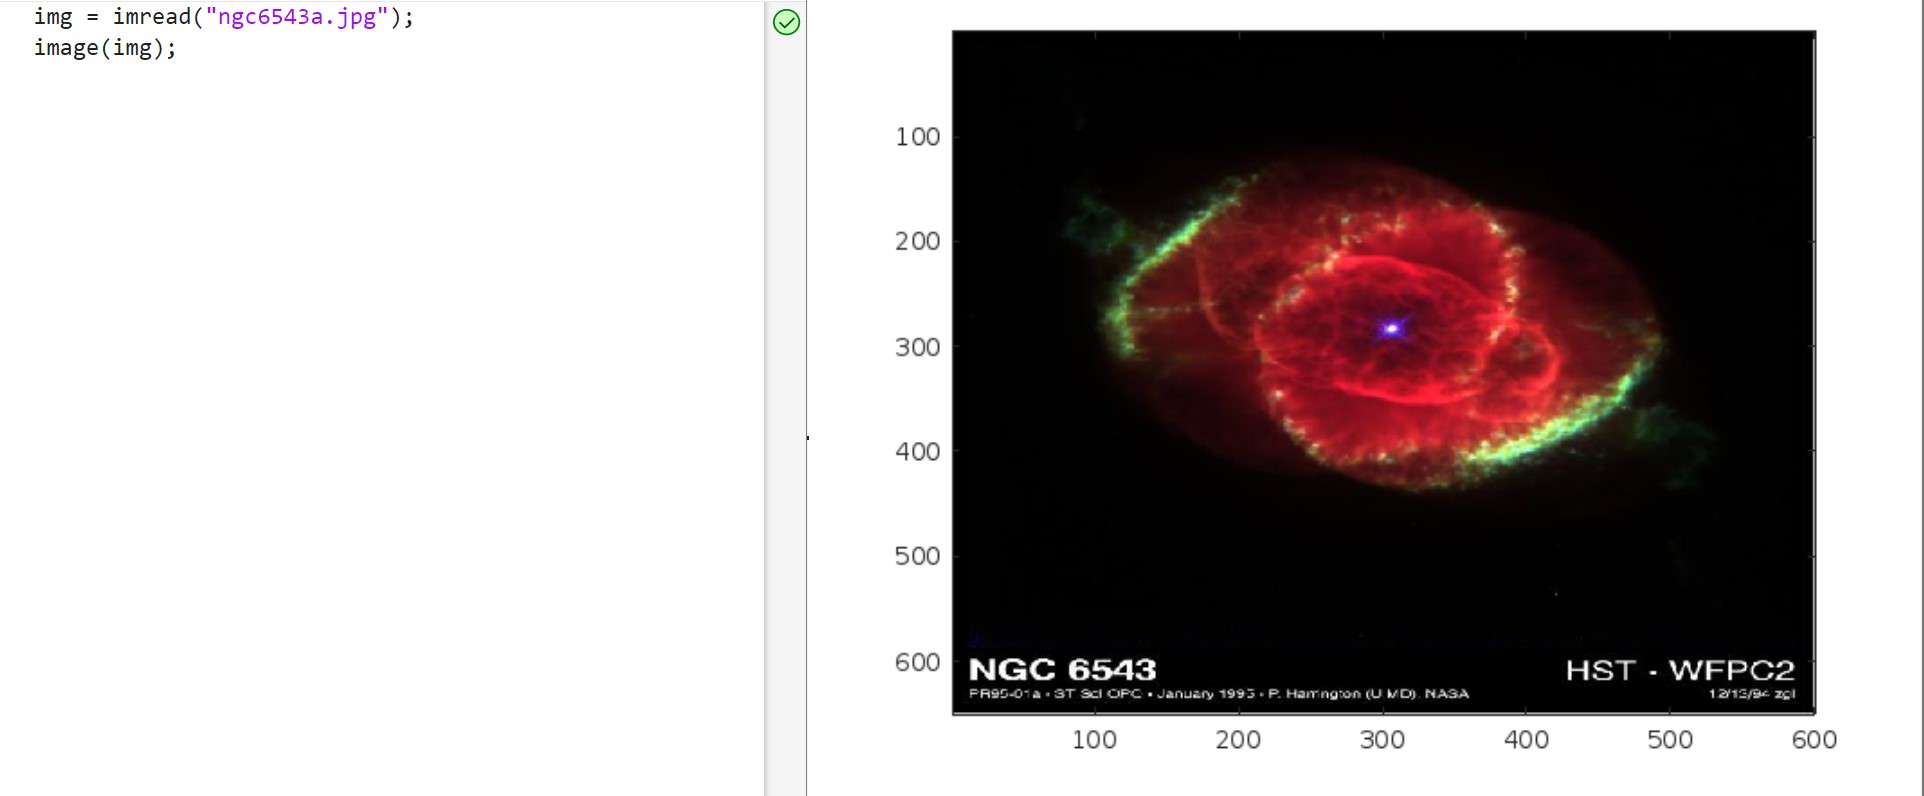 img = imread("ngc6543a.jpg");
image(img);
100
200
300
400
500
600
NGC 6543
HST - WFPC2
PR95-01a • ST ScI OPO • January 1995 • P. Harrington (U.MD), NASA
12/13/94 zgl
100 200 300 400 500 600